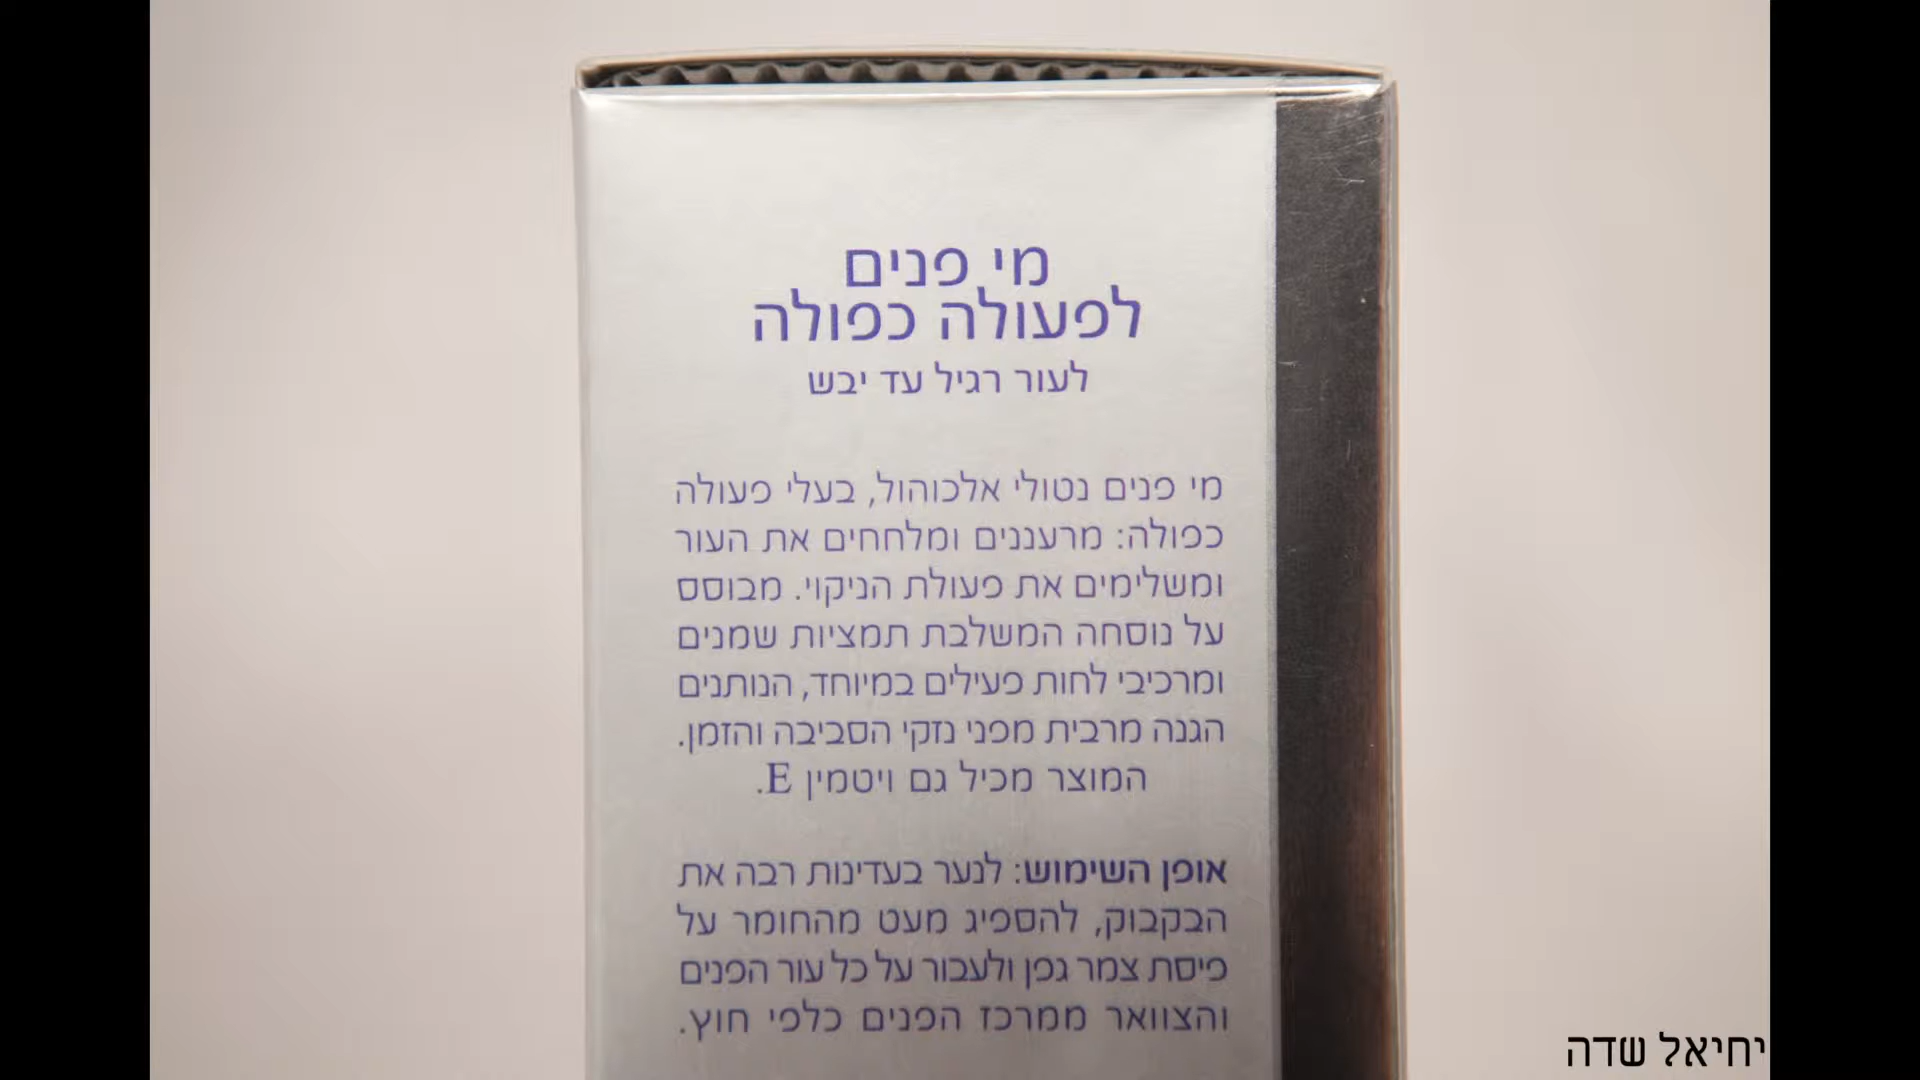 מי פנים
לפעולה כפולה
לעור רגיל עד יבש
מי פנים נטולי אלכוהול, בעלי פעולה
כפולה: מרעננים ומלחחים את העור
ומשלימים את פעולת הניקוי. מבוסס
על נוסחה המשלבת תמציות שמנים
ומרכיבי לחות פעילים במיוחד, הנותנים
הגנה מרבית מפני נזקי הסביבה והזמן.
המוצר מכיל גם ויטמין E.
אופן השימוש: לנער בעדינות רבה את
הבקבוק, להספיג מעט מהחומר על
פיסת צמר גפן ולעבור על כל עור הפנים
והצוואר ממרכז הפנים כלפי חוץ.
יחיאל שדה